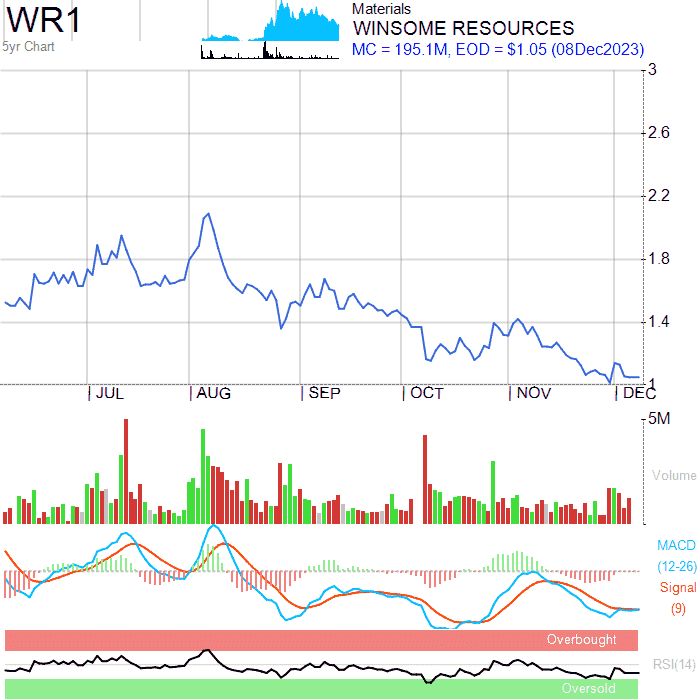 WR1
5yr Chart
Materials
WINSOME RESOURCES
MC = 195.1M, EOD = $1.05 (08Dec2023)
3
2.6
2.2
1.8
1.4
1
JUL AUG SEP OCT NOV DEC
5M
Volume
MACD
(12-26)
Signal
(9)
Overbought
RSI(14)
Oversold